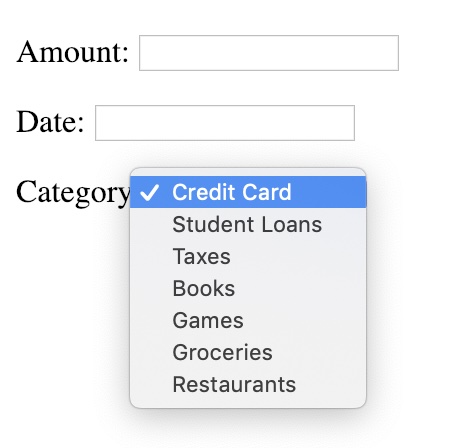 Amount:
Date:
Category
✓ Credit Card
Student Loans
Taxes
Books
Games
Groceries
Restaurants